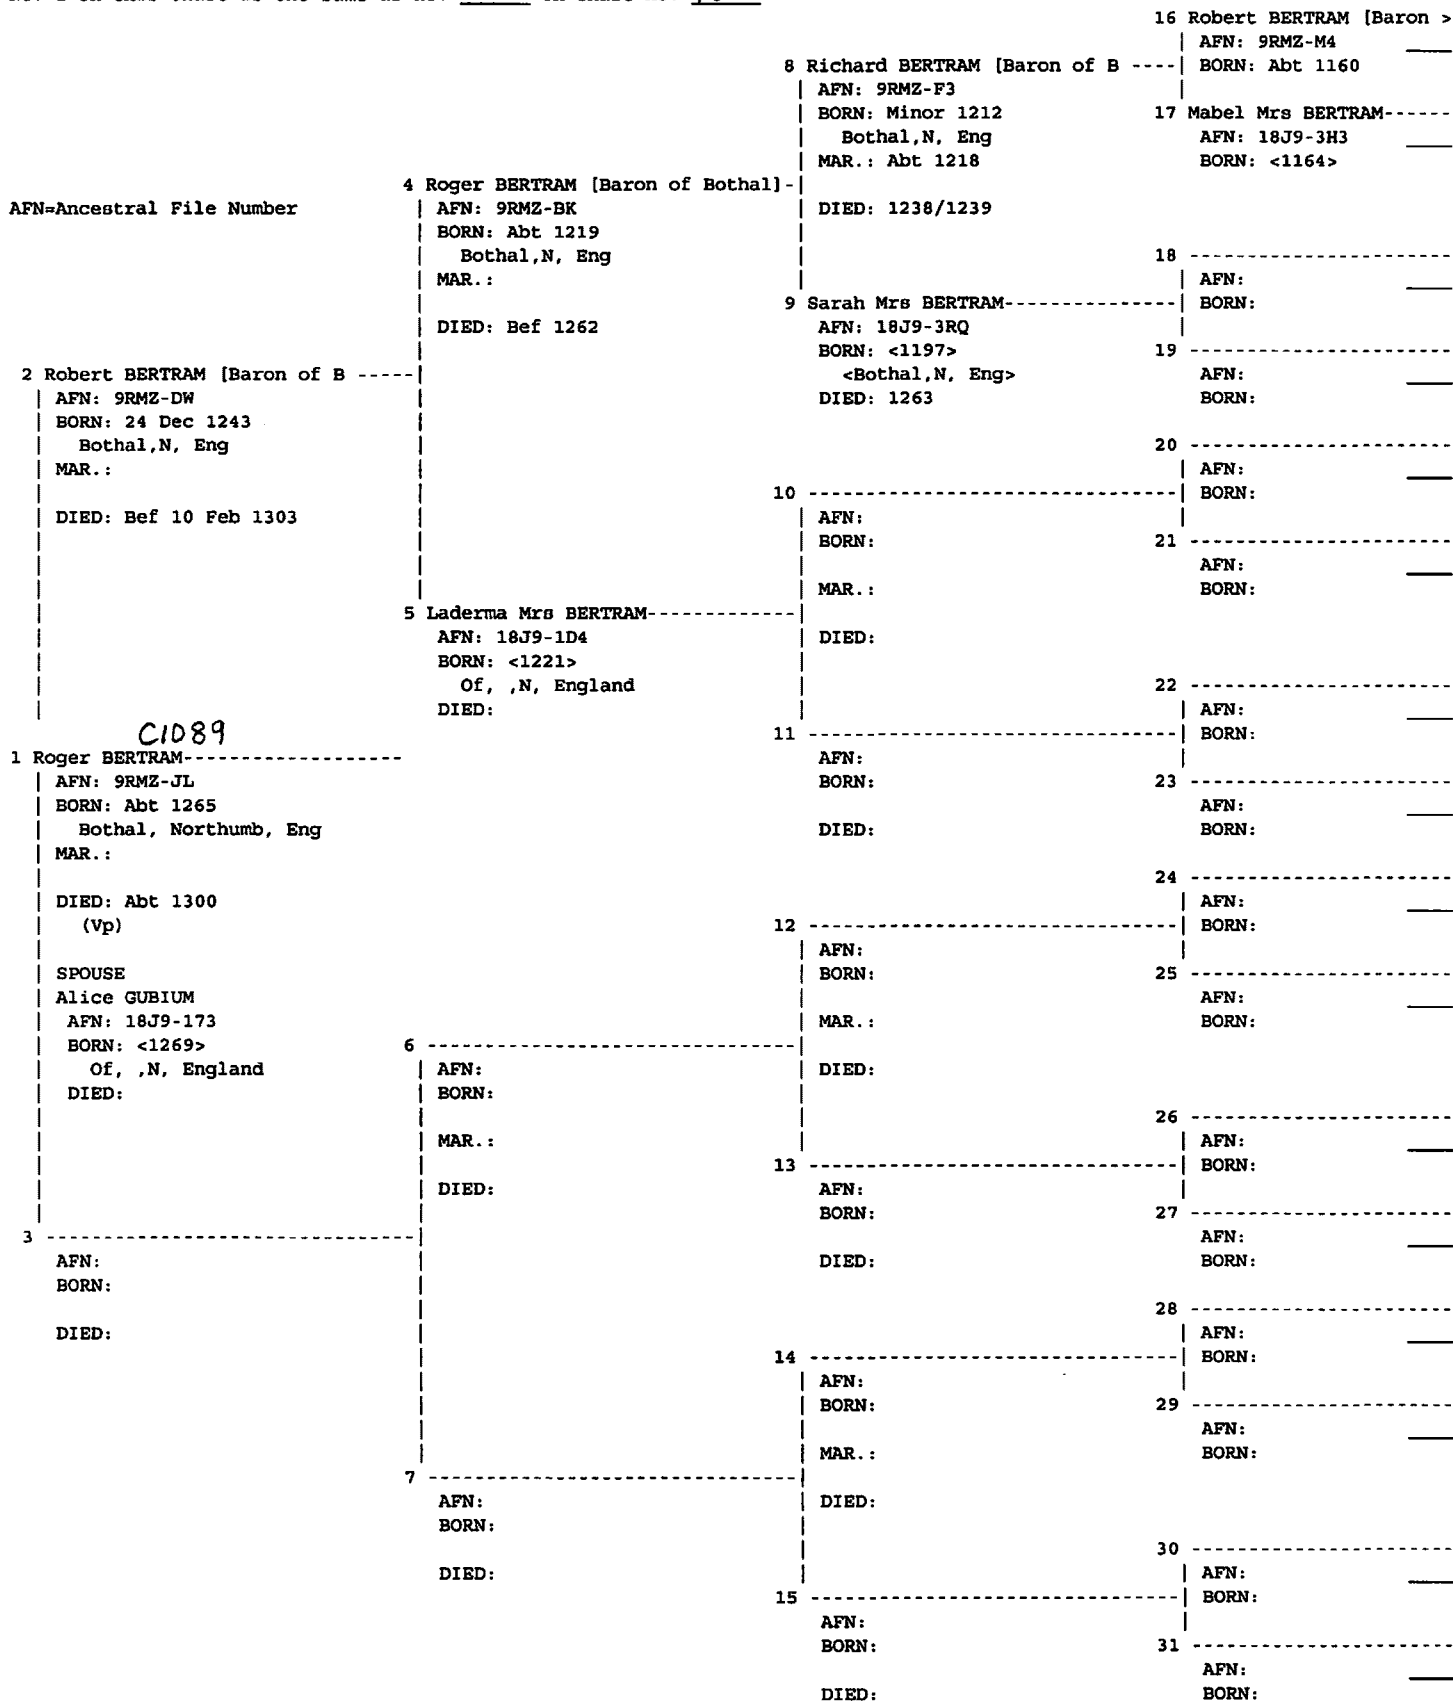 16 Robert BERTRAM [Baron >
AFN: 9RMZ-M4
8 Richard BERTRAM [Baron of B ----| BORN: Abt 1160
AFN: 9RMZ-F3
BORN: Minor 1212
17 Mabel Mrs BERTRAM------
Bothal,N, Eng
AFN: 18J9-3H3
MAR.: Abt 1218
BORN: <1164>
4 Roger BERTRAM [Baron of Bothal]-
AFN=Ancestral File Number
AFN: 9RMZ-BK
DIED: 1238/1239
BORN: Abt 1219
Bothal,N, Eng
18
MAR.:
AFN:
9 Sarah Mrs BERTRAM---------------| BORN:
DIED: Bef 1262
AFN: 18J9-3RQ
BORN: <1197>
19
2 Robert BERTRAM [Baron of B -----
<Bothal,N, Eng>
AFN:
AFN: 9RMZ-DW
DIED: 1263
BORN:
BORN: 24 Dec 1243
Bothal,N, Eng
20
MAR.:
AFN:
10
BORN:
DIED: Bef 10 Feb 1303
AFN:
BORN:
21
AFN:
MAR.:
BORN:
5 Laderma Mrs BERTRAM-------------
AFN: 18J9-1D4
DIED:
BORN: <1221>
Of, ,N, England
22
DIED:
AFN:
C1D89
11
BORN:
1 Roger BERTRAM------------------
AFN:
AFN: 9RMZ-JL
BORN:
23
BORN: Abt 1265
AFN:
Bothal, Northumb, Eng
DIED:
BORN:
MAR.:
24
DIED: Abt 1300
AFN:
(Vp)
12
BORN:
AFN:
SPOUSE
BORN:
25
Alice GUBIUM
AFN:
AFN: 18J9-173
MAR.:
BORN:
BORN: <1269>
6
Of, ,N, England
AFN:
DIED:
DIED:
BORN:
26
MAR.:
AFN:
13
BORN:
DIED:
AFN:
BORN:
27
3
AFN:
AFN:
DIED:
BORN:
BORN:
28
DIED:
AFN:
14
BORN:
AFN:
BORN:
29
AFN:
MAR.:
BORN:
7
AFN:
DIED:
BORN:
30
DIED:
AFN:
15
BORN:
AFN:
BORN:
31
AFN:
DIED:
BORN: